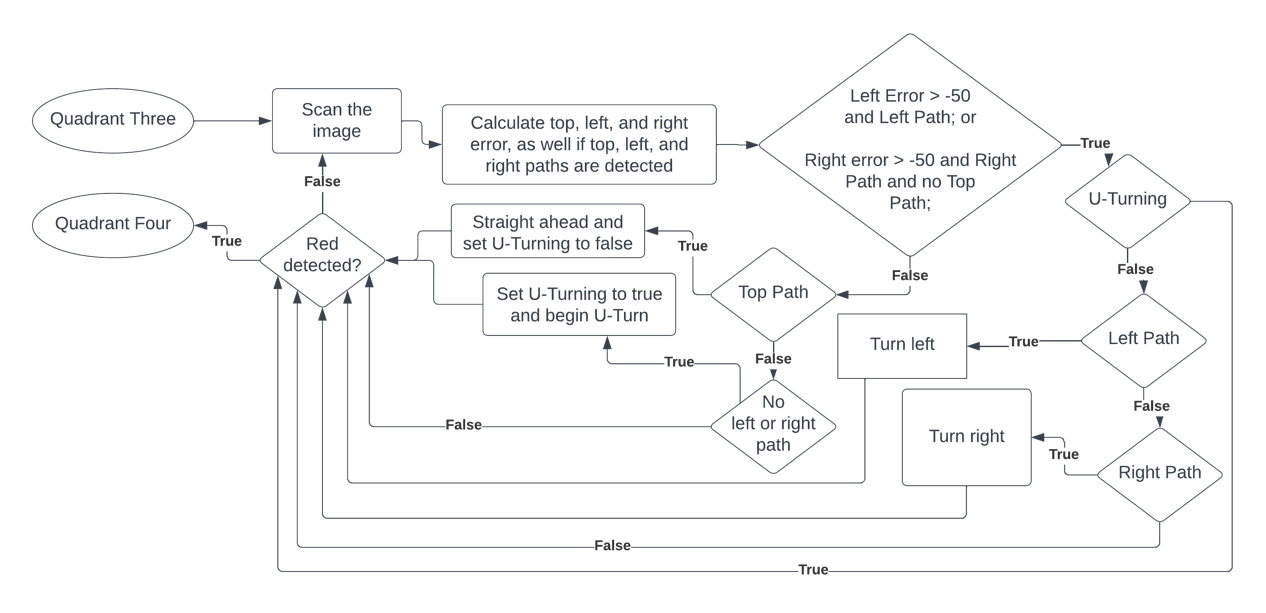 Quadrant Three
Scan the
image
Calculate top, left, and right
error, as well if top, left, and
right paths are detected
Left Error > -50
and Left Path; or
Right error > -50 and Right
Path and no Top
Path;
True
U-Turning
False
Quadrant Four
True
Red
detected?
Straight ahead and
set U-Turning to false
True
Set U-Turning to true
and begin U-Turn
Top Path
False
False
Left Path
True
Turn left
False
True
No
left or right
path
False
False
Turn right
True
Right Path
False
True